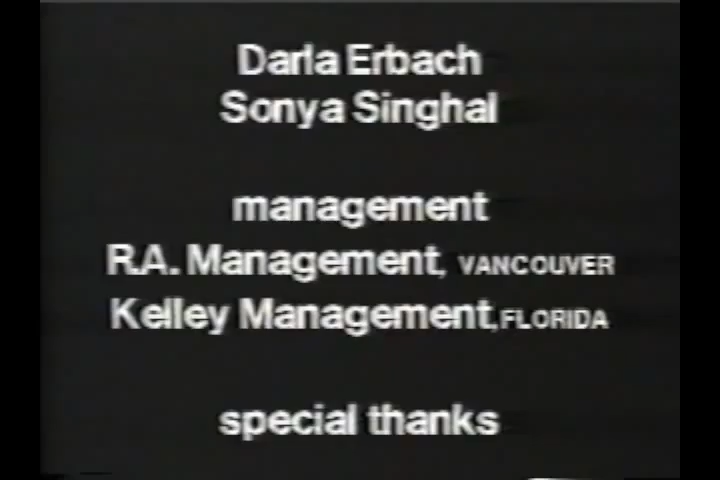 Darla Erbach
Sonya Singhal
management
R.A. Management, VANCOUVER
Kelley Management, FLORIDA
special thanks